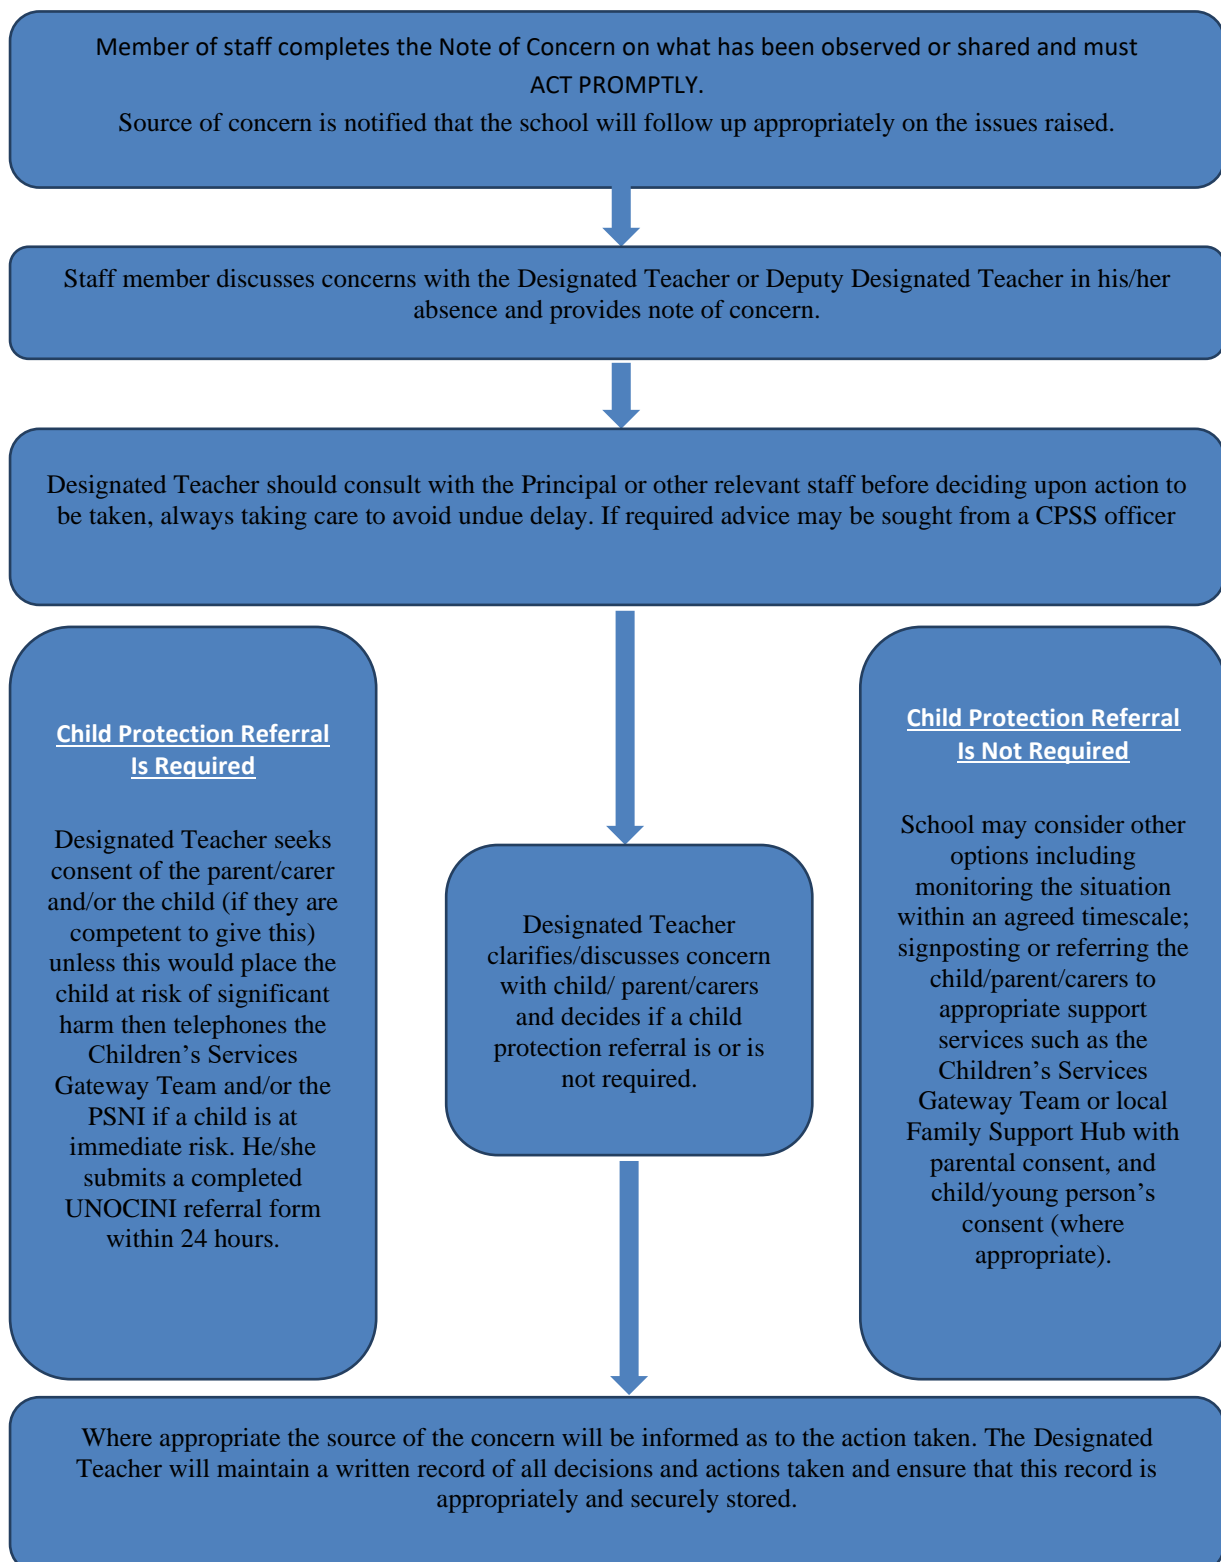 Member of staff completes the Note of Concern on what has been observed or shared and must
ACT PROMPTLY.
Source of concern is notified that the school will follow up appropriately on the issues raised.
Staff member discusses concerns with the Designated Teacher or Deputy Designated Teacher in his/her
absence and provides note of concern.
Designated Teacher should consult with the Principal or other relevant staff before deciding upon action to
be taken, always taking care to avoid undue delay. If required advice may be sought from a CPSS officer
Child Protection Referral
Is Required
Designated Teacher seeks
consent of the parent/carer
and/or the child (if they are
competent to give this)
unless this would place the
child at risk of significant
harm then telephones the
Children’s Services
Gateway Team and/or the
PSNI if a child is at
immediate risk. He/she
submits a completed
UNOCINI referral form
within 24 hours.
Designated Teacher
clarifies/discusses concern
with child/ parent/carers
and decides if a child
protection referral is or is
not required.
Child Protection Referral
Is Not Required
School may consider other
options including
monitoring the situation
within an agreed timescale;
signposting or referring the
child/parent/carers to
appropriate support
services such as the
Children’s Services
Gateway Team or local
Family Support Hub with
parental consent, and
child/young person’s
consent (where
appropriate).
Where appropriate the source of the concern will be informed as to the action taken. The Designated
Teacher will maintain a written record of all decisions and actions taken and ensure that this record is
appropriately and securely stored.